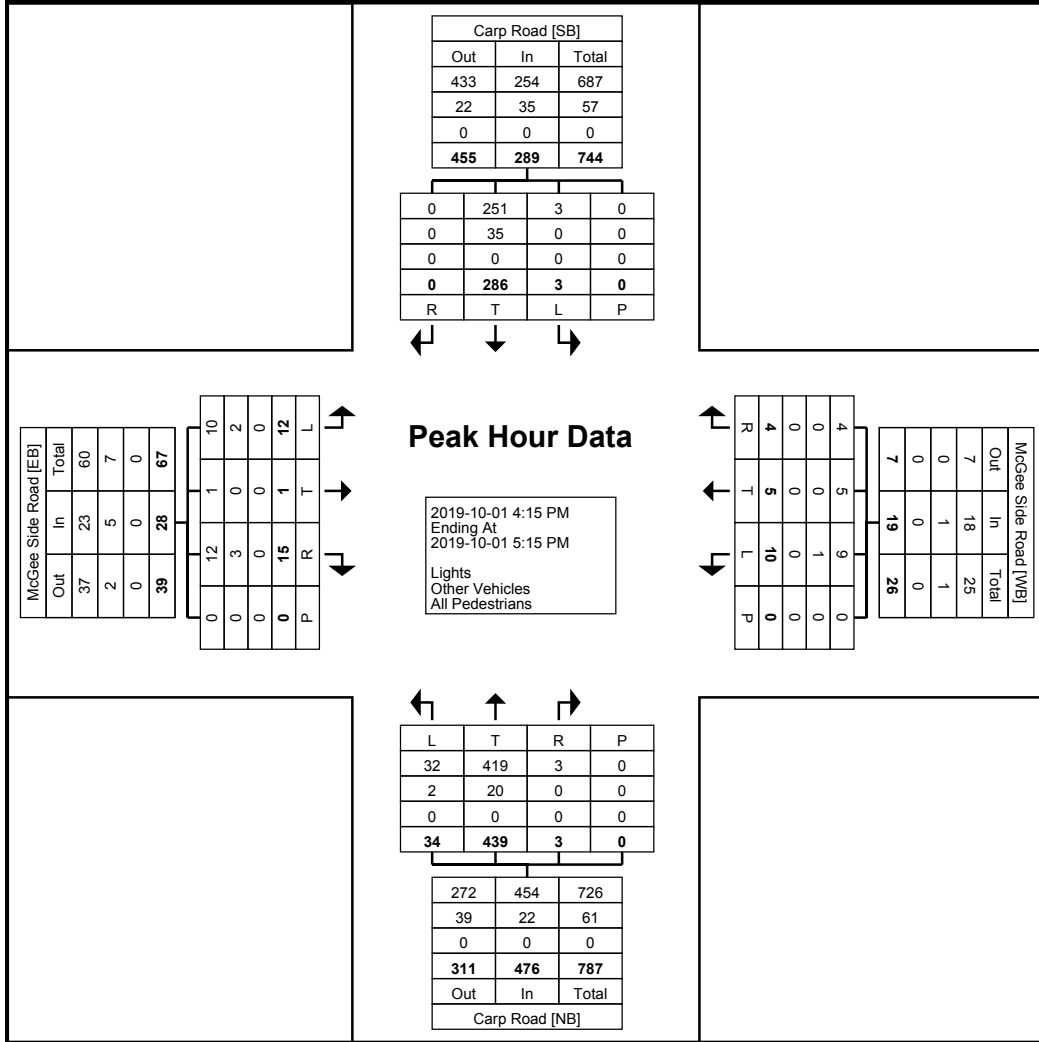 Carp Road [SB]
Out In Total
433 254 687
22 35 57
0 0 0
455 289 744
0 251 3 0
0 35 0 0
0 0 0 0
0 286 3 0
R T L P
McGee Side Road [EB]
Total 60 7 0 67
In 23 5 0 28
Out 37 2 0 39
10 2 0 12 L
1 0 0 1 T
12 3 0 15 R
0 0 0 0 P
Peak Hour Data
2019-10-01 4:15 PM
Ending At
2019-10-01 5:15 PM
Lights
Other Vehicles
All Pedestrians
R 4 0 0 4
T 5 0 0 5
L 10 0 1 9
P 0 0 0 0
7 0 0 7 Out
19 0 1 18 In
26 0 1 25 Total
McGee Side Road [WB]
L T R P
32 419 3 0
2 20 0 0
0 0 0 0
34 439 3 0
272 454 726
39 22 61
0 0 0
311 476 787
Out In Total
Carp Road [NB]